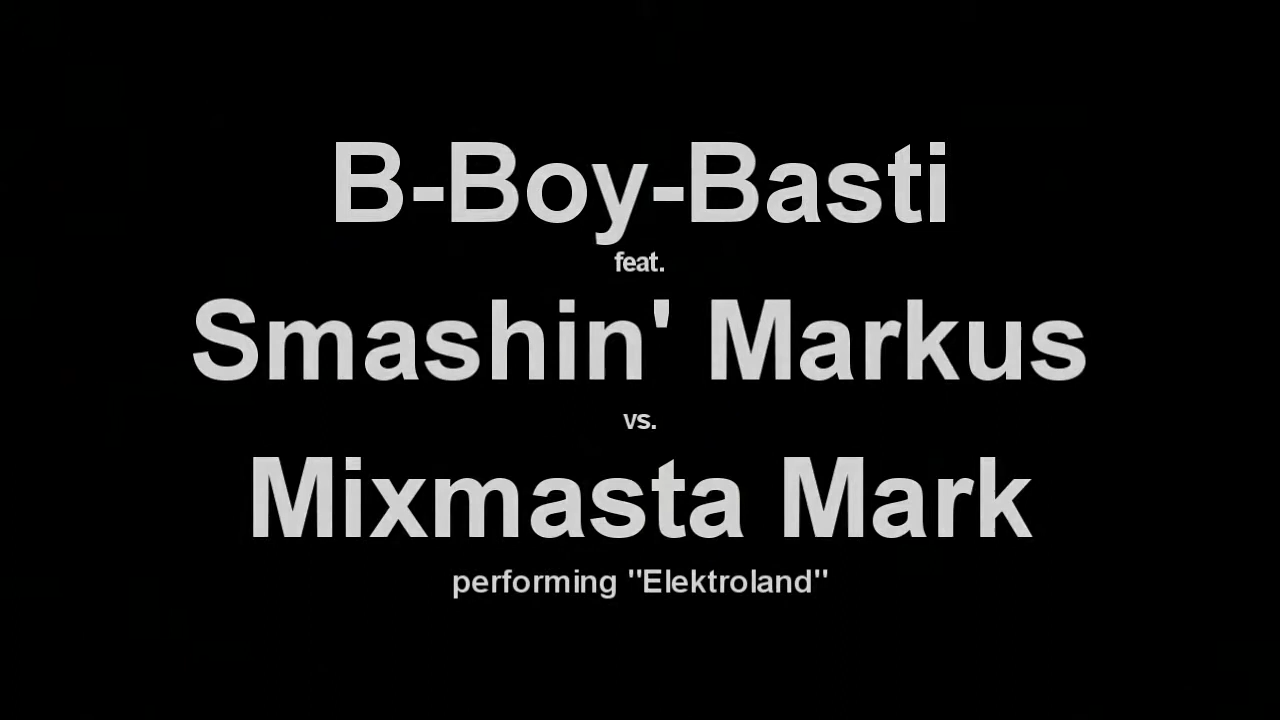 B-Boy-Basti
feat.
Smashin' Markus
vs.
Mixmasta Mark
performing "Elektroland"